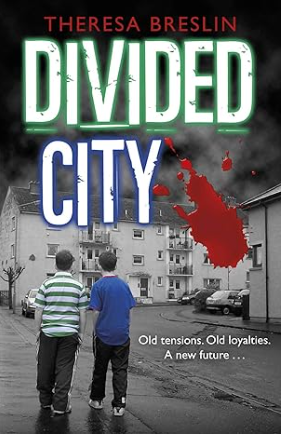 THERESA BRESLIN
DIVIDED
CITY
Old tensions. Old loyalties.
A new future . . .